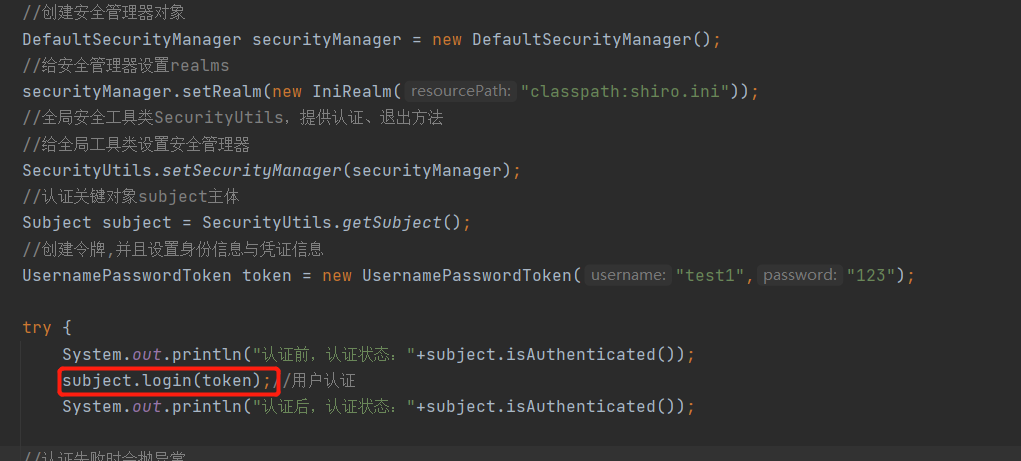 //创建安全管理器对象
DefaultSecurityManager securityManager = new DefaultSecurityManager();
//给安全管理器设置realms
securityManager.setRealm(new IniRealm( resourcePath: "classpath:shiro.ini"));
//全局安全工具类SecurityUtils，提供认证、退出方法
//给全局工具类设置安全管理器
SecurityUtils.setSecurityManager(securityManager);
//认证关键对象subject主体
Subject subject = SecurityUtils.getSubject();
//创建令牌,并且设置身份信息与凭证信息
UsernamePasswordToken token = new UsernamePasswordToken( username: "test1", password: "123");
try {
System.out.println("认证前，认证状态："+subject.isAuthenticated());
subject.login(token);//用户认证
System.out.println("认证后，认证状态："+subject.isAuthenticated());
//认证失败时会抛异常